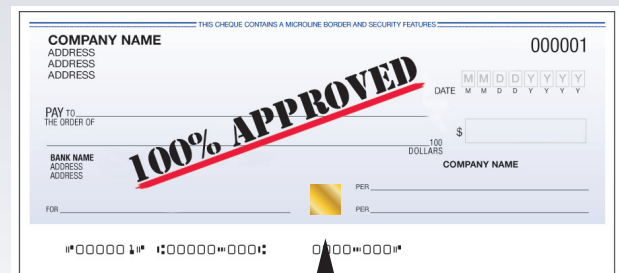 THIS CHEQUE CONTAINS A MICROLINE BORDER AND SECURITY FEATURES
COMPANY NAME
ADDRESS
ADDRESS
ADDRESS
000001
DATE
M M D D Y Y Y Y
M M D D Y Y Y Y
PAY TO
THE ORDER OF
100% APPROVED
$
100
DOLLARS
BANK NAME
ADDRESS
ADDRESS
COMPANY NAME
PER
FOR
PER
⑈000001⑈ ⑆00000⑉000⑆ 0000⑉000⑈